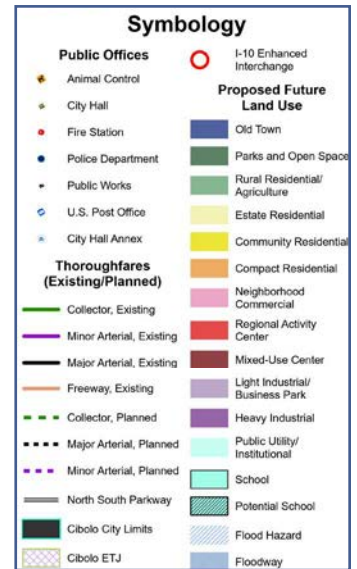 Symbology
Public Offices
Animal Control
City Hall
Fire Station
Police Department
Public Works
U.S. Post Office
City Hall Annex
Thoroughfares
(Existing/Planned)
Collector, Existing
Minor Arterial, Existing
Major Arterial, Existing
Freeway, Existing
Collector, Planned
Major Arterial, Planned
Minor Arterial, Planned
North South Parkway
Cibolo City Limits
Cibolo ETJ
I-10 Enhanced
Interchange
Proposed Future
Land Use
Old Town
Parks and Open Space
Rural Residential/
Agriculture
Estate Residential
Community Residential
Compact Residential
Neighborhood
Commercial
Regional Activity
Center
Mixed-Use Center
Light Industrial/
Business Park
Heavy Industrial
Public Utility/
Institutional
School
Potential School
Flood Hazard
Floodway